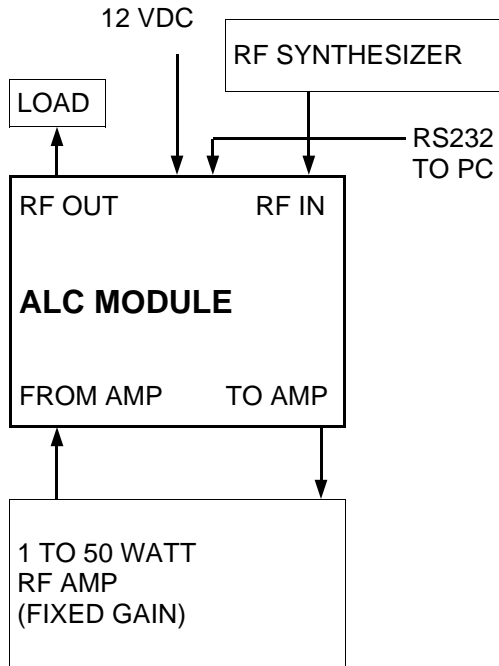 12 VDC
RF SYNTHESIZER
LOAD
RS232
TO PC
RF OUT
RF IN
ALC MODULE
FROM AMP
TO AMP
1 TO 50 WATT
RF AMP
(FIXED GAIN)